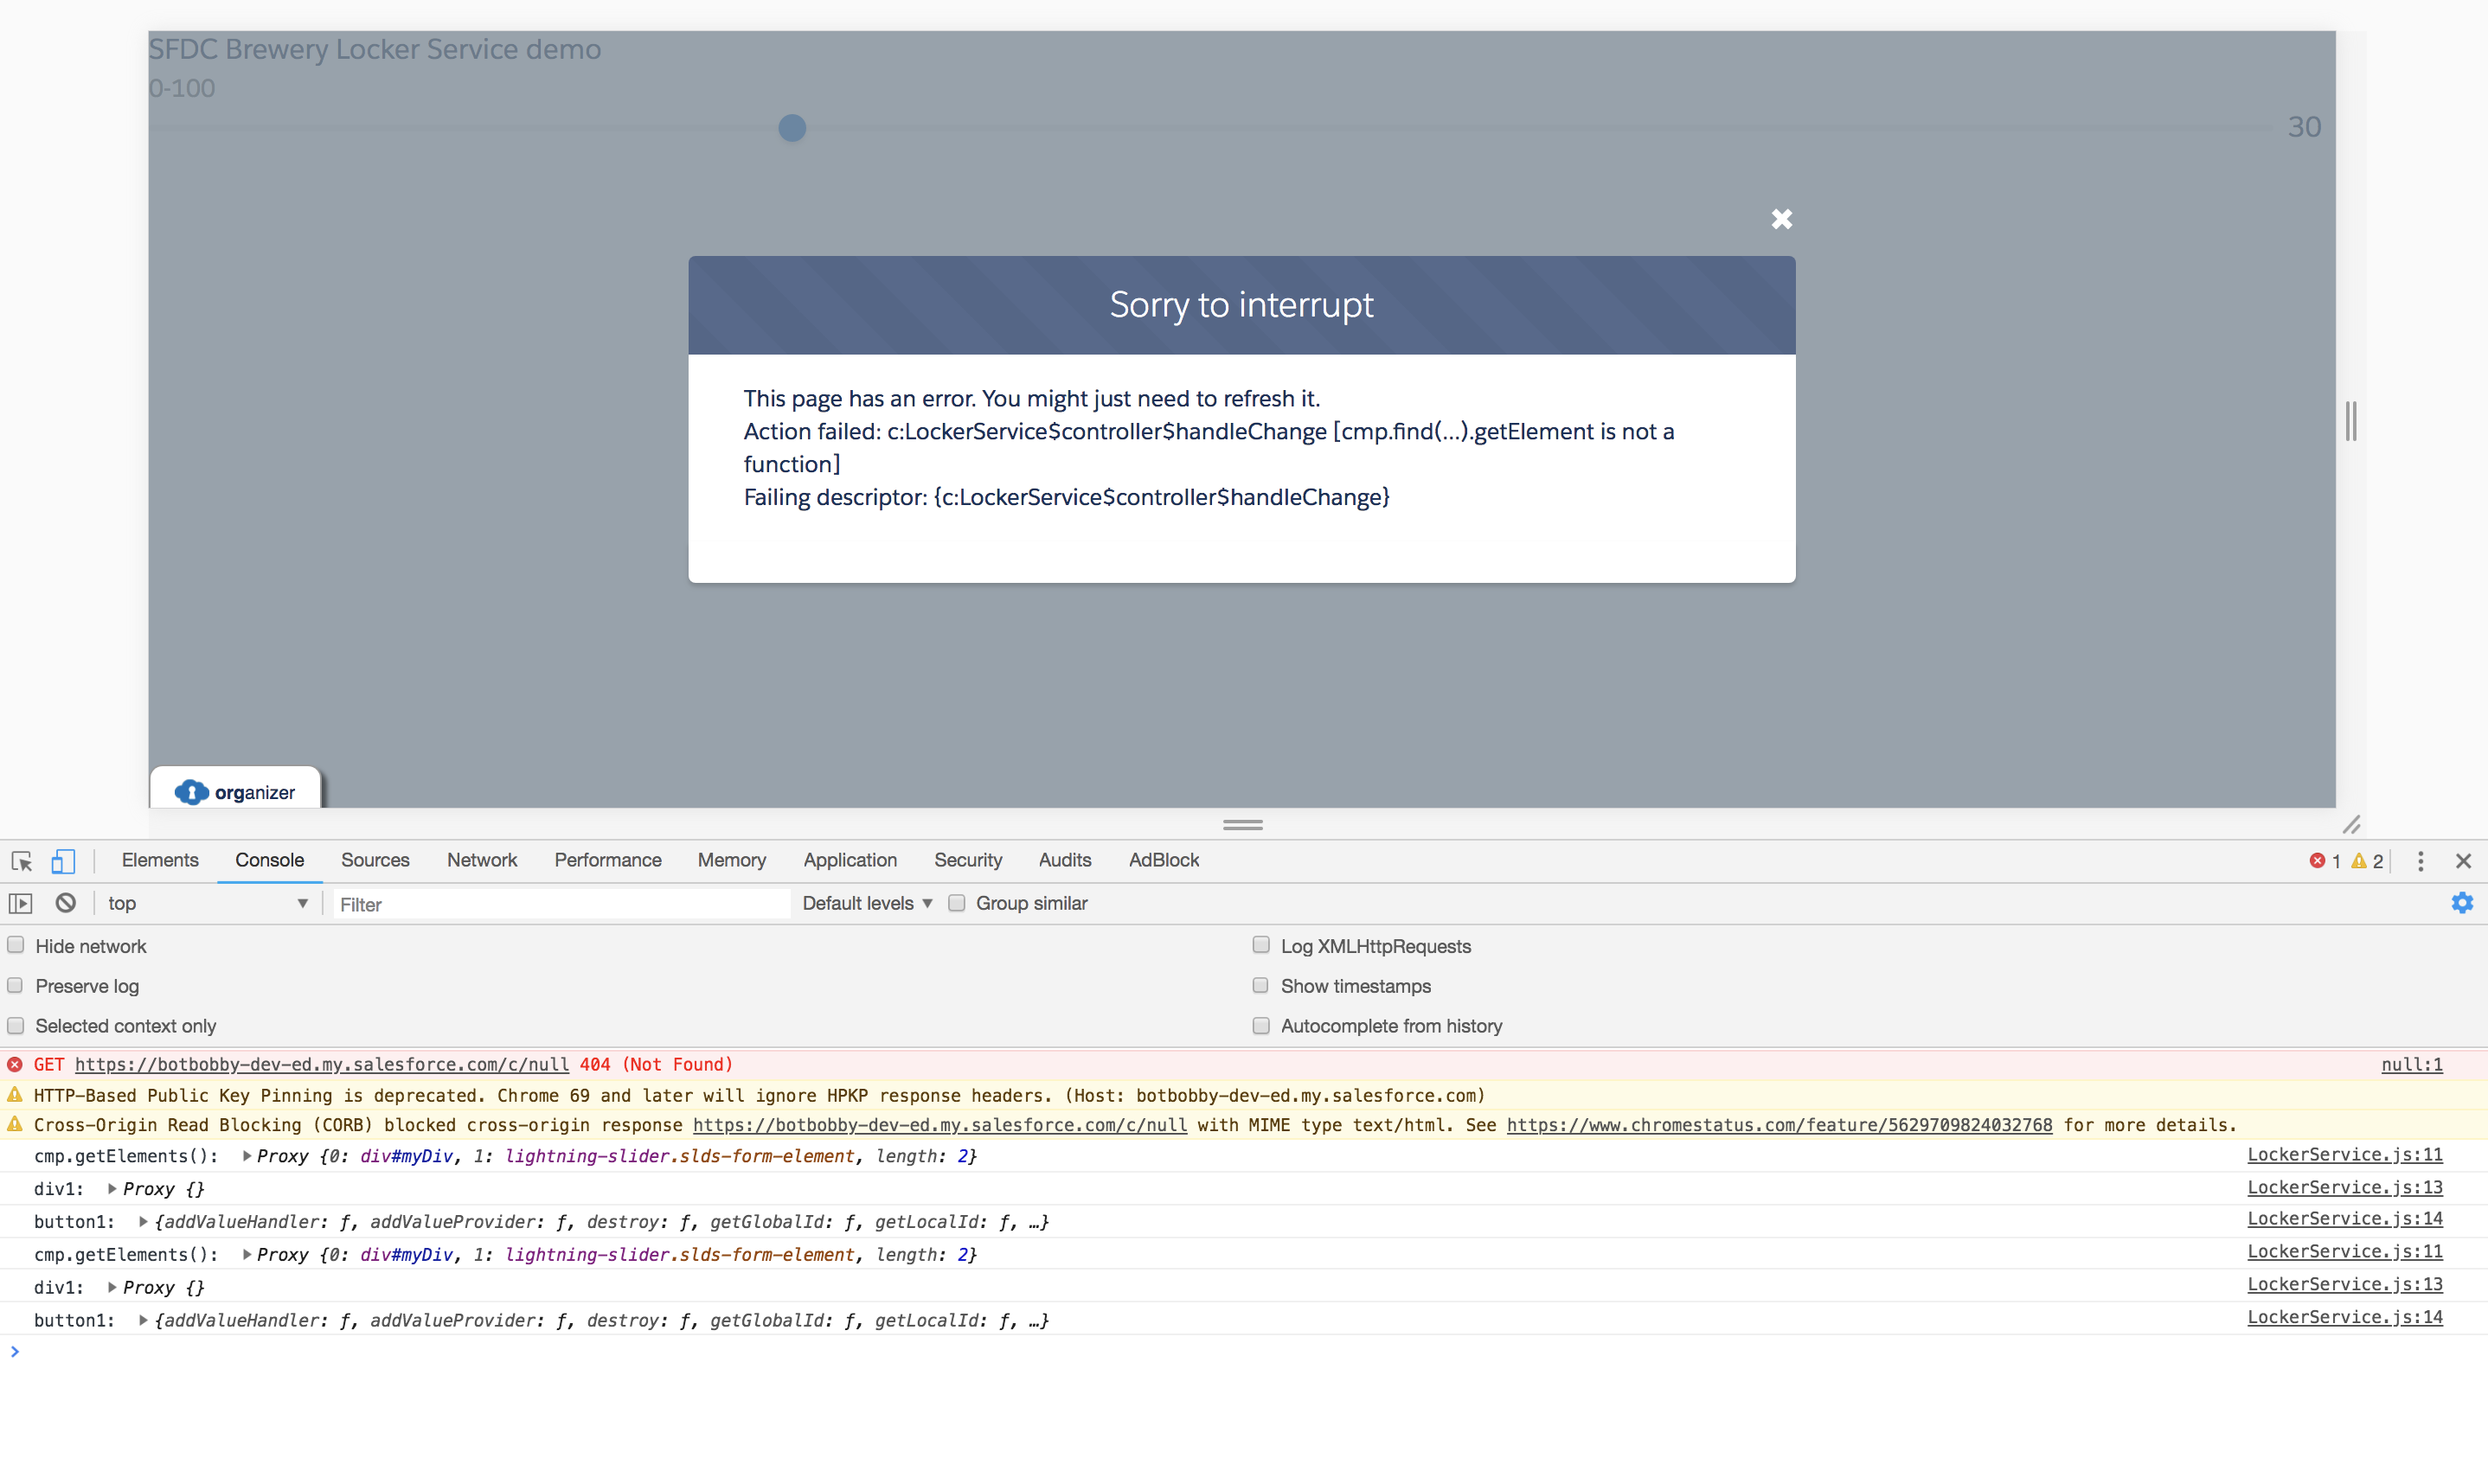 SFDC Brewery Locker Service demo
0-100
30
Sorry to interrupt
This page has an error. You might just need to refresh it.
Action failed: c:LockerService$controller$handleChange [cmp.find(...).getElement is not a
function]
Failing descriptor: {c:LockerService$controller$handleChange}
organizer
Elements Console Sources Network Performance Memory Application Security Audits AdBlock 1 2
top Filter Default levels Group similar
Hide network Log XMLHttpRequests
Preserve log Show timestamps
Selected context only Autocomplete from history
GET https://botbobby-dev-ed.my.salesforce.com/c/null 404 (Not Found) null:1
HTTP-Based Public Key Pinning is deprecated. Chrome 69 and later will ignore HPKP response headers. (Host: botbobby-dev-ed.my.salesforce.com)
Cross-Origin Read Blocking (CORB) blocked cross-origin response https://botbobby-dev-ed.my.salesforce.com/c/null with MIME type text/html. See https://www.chromestatus.com/feature/5629709824032768 for more details.
cmp.getElements(): Proxy {0: div#myDiv, 1: lightning-slider.slds-form-element, length: 2} LockerService.js:11
div1: Proxy {} LockerService.js:13
button1: {addValueHandler: ƒ, addValueProvider: ƒ, destroy: ƒ, getGlobalId: ƒ, getLocalId: ƒ, …} LockerService.js:14
cmp.getElements(): Proxy {0: div#myDiv, 1: lightning-slider.slds-form-element, length: 2} LockerService.js:11
div1: Proxy {} LockerService.js:13
button1: {addValueHandler: ƒ, addValueProvider: ƒ, destroy: ƒ, getGlobalId: ƒ, getLocalId: ƒ, …} LockerService.js:14